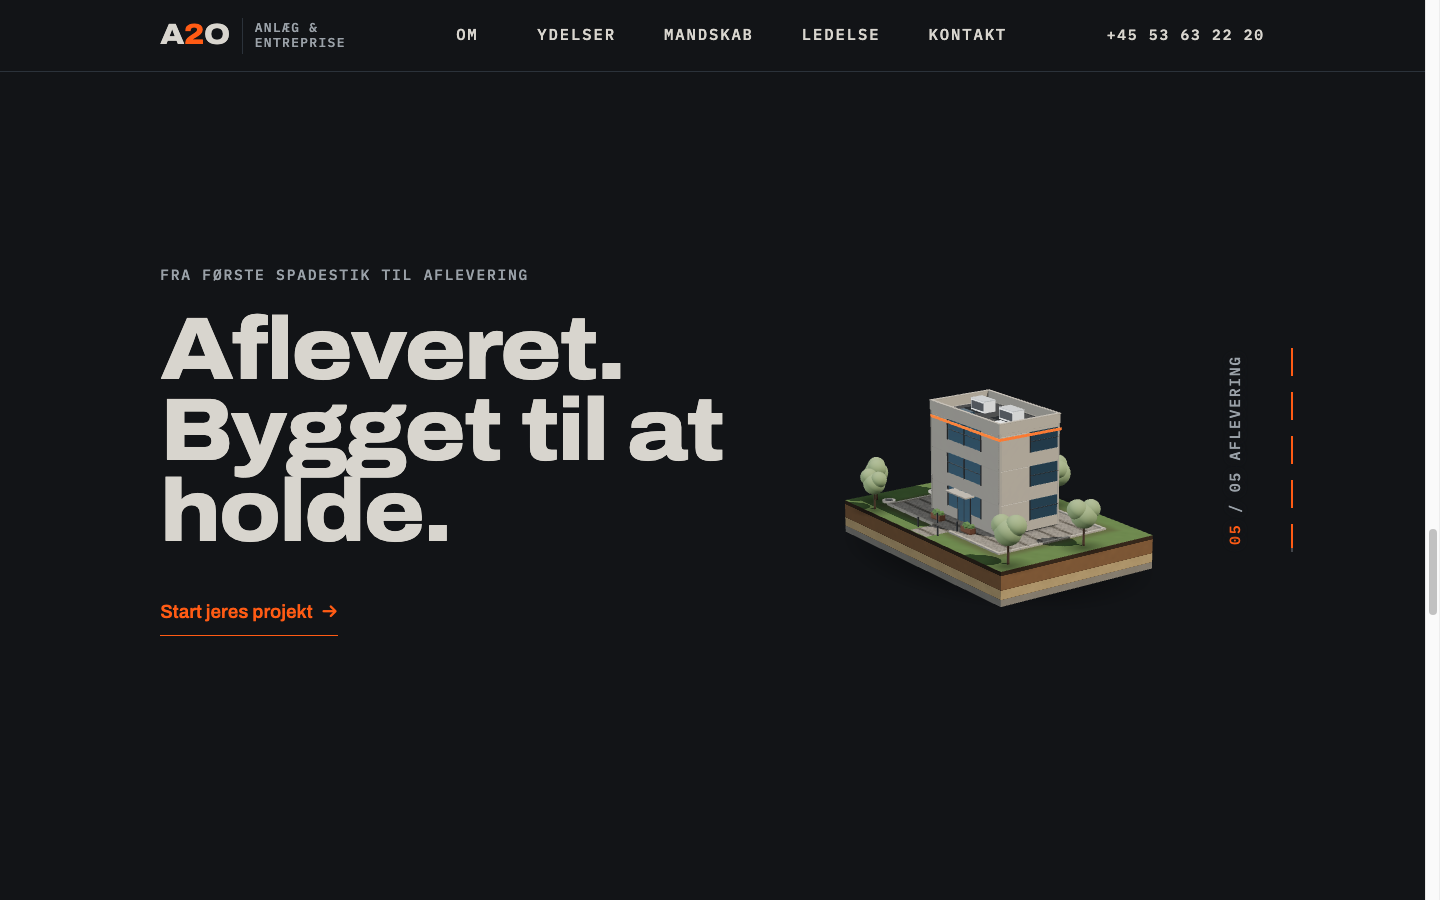 A2O
ANLÆG &
ENTREPRISE
OM
YDELSER
MANDSKAB
LEDELSE
KONTAKT
+45 53 63 22 20
FRA FØRSTE SPADESTIK TIL AFLEVERING
Afleveret.
Bygget til at
holde.
Start jeres projekt →
05 / 05 AFLEVERING